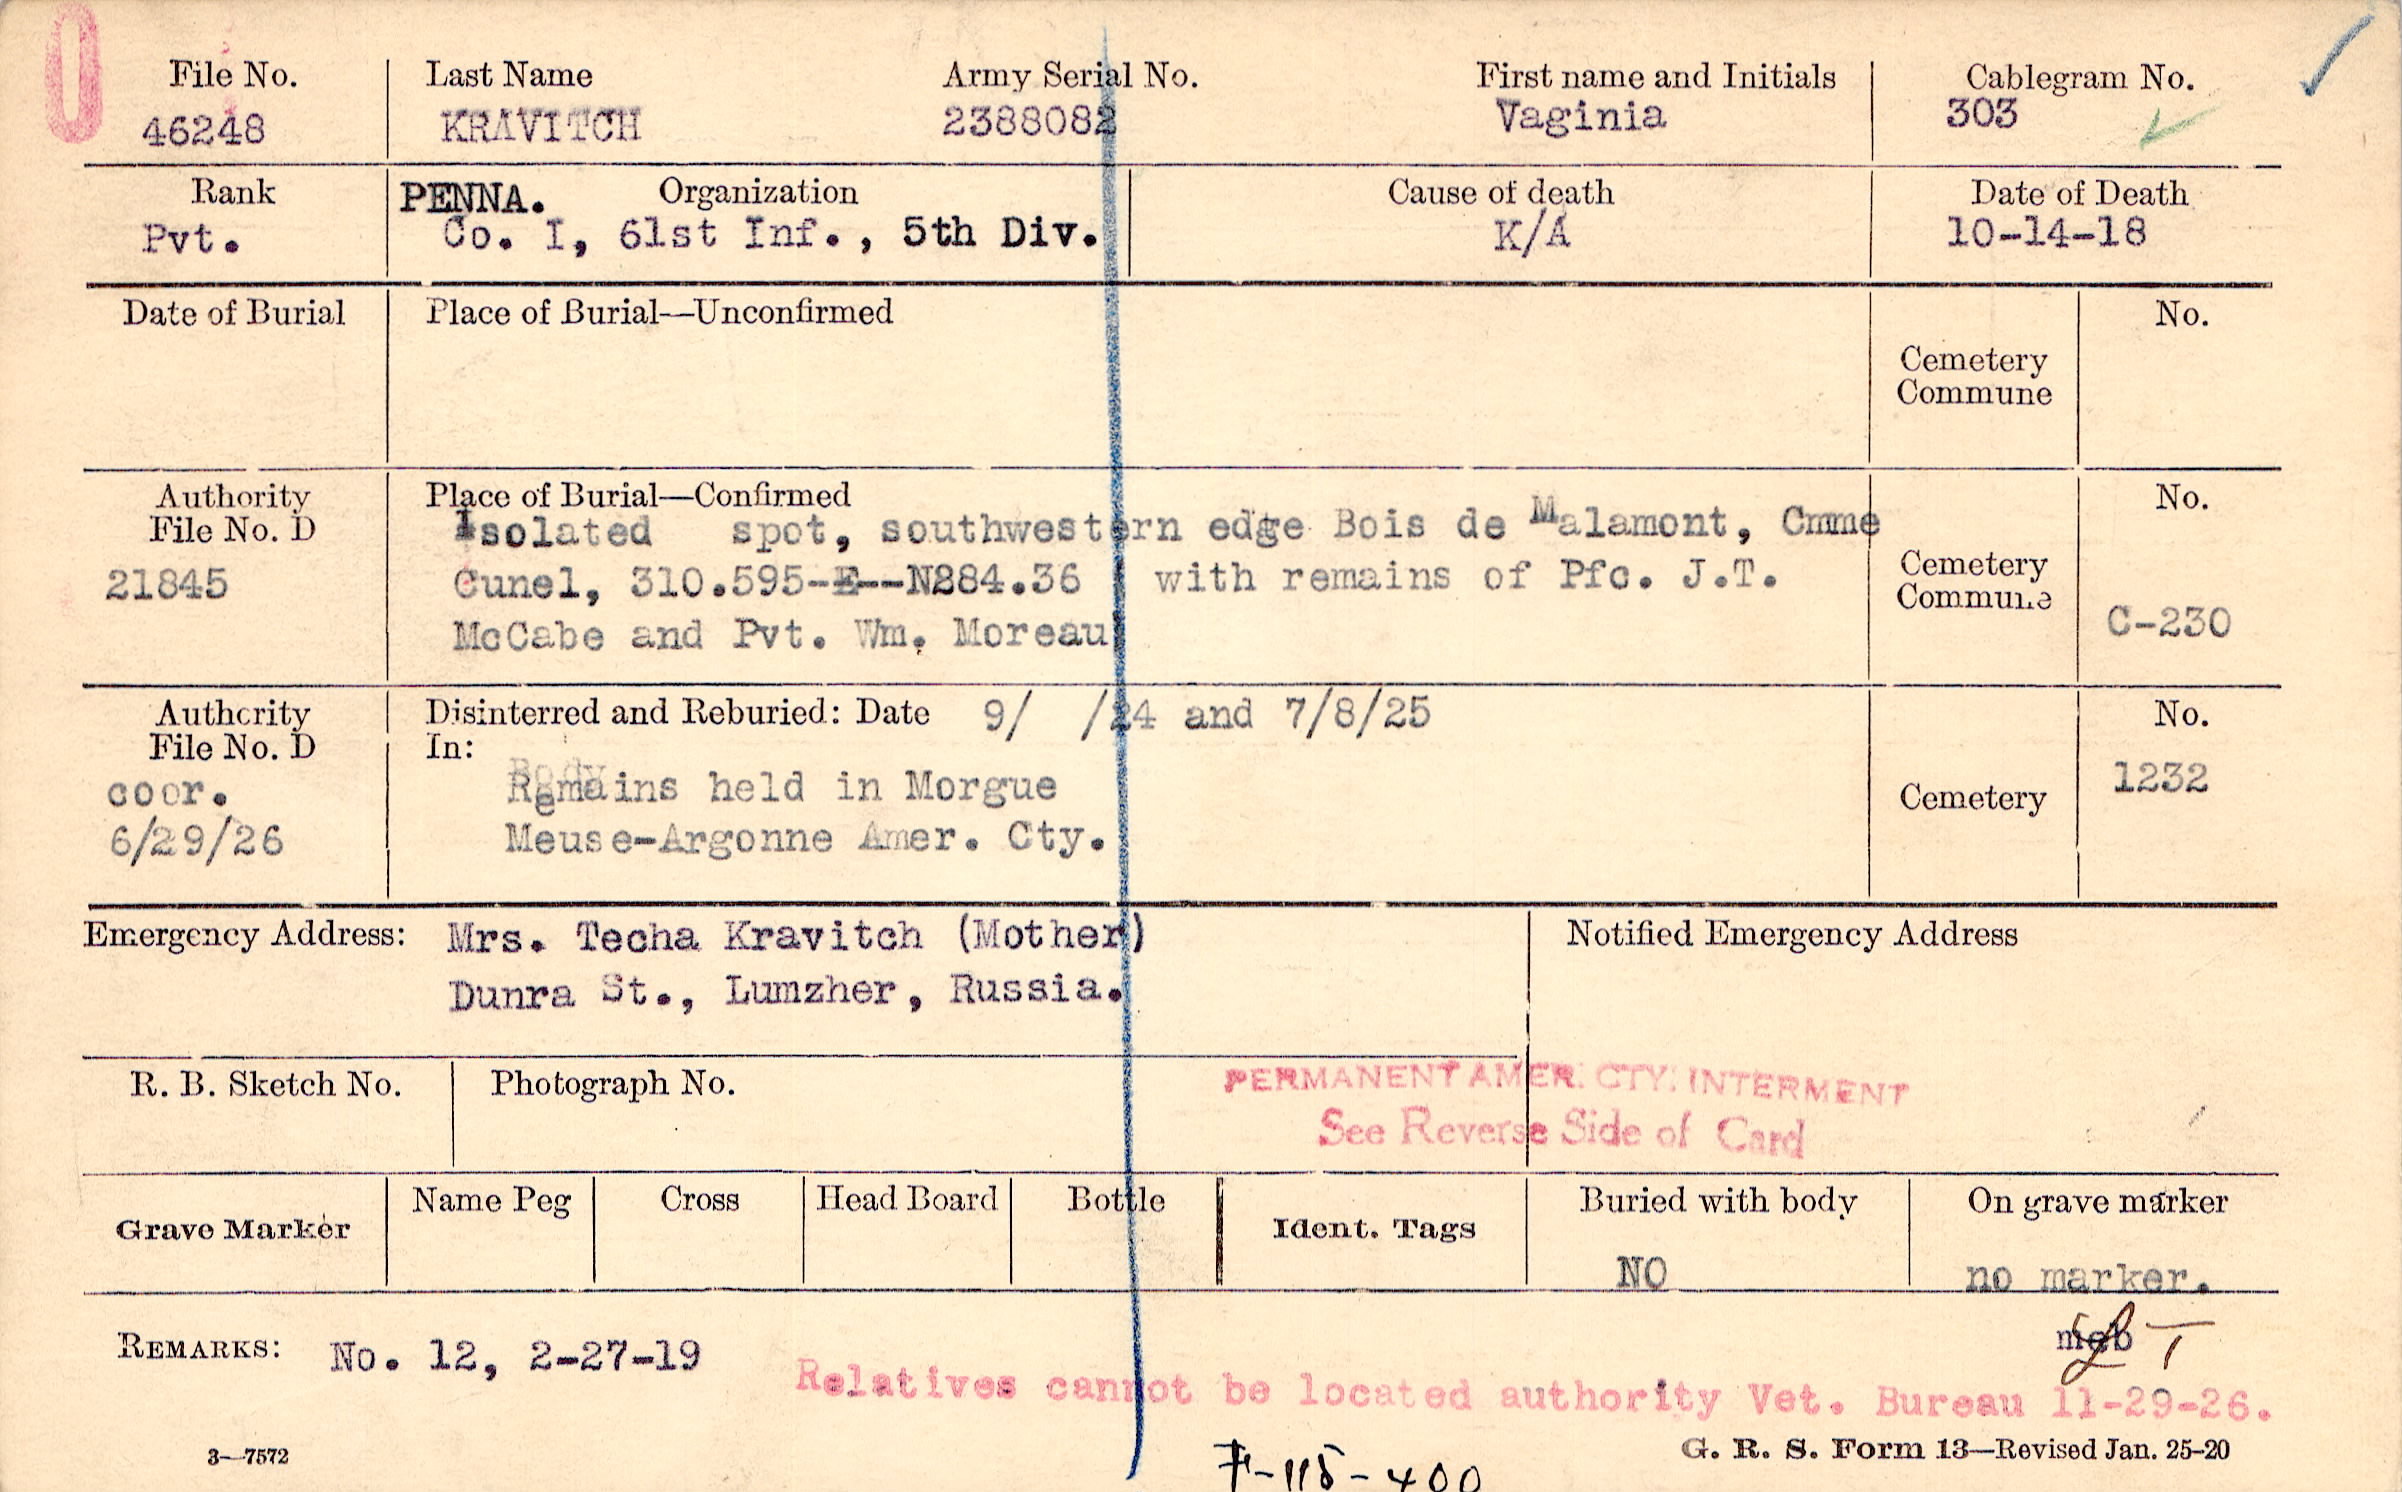 0
File No. Last Name Army Serial No. First name and Initials Cablegram No.
46248 KRAVITCH 2388082 Vaginia 303
Rank PENNA. Organization Cause of death Date of Death
Pvt. Co. I, 61st Inf., 5th Div. K/A 10-14-18
Date of Burial Place of Burial—Unconfirmed No.
Cemetery
Commune
Authority Place of Burial—Confirmed No.
File No. D Isolated spot, southwestern edge Bois de Malamont, Cmme
21845 Cunel, 310.595-E--N284.36 with remains of Pfc. J.T. Cemetery
Commune
McCabe and Pvt. Wm. Moreau C-230
Authority Disinterred and Reburied: Date 9/ /24 and 7/8/25 No.
File No. D In:
coor. Remains held in Morgue Cemetery 1232
6/29/26 Meuse-Argonne Amer. Cty.
Emergency Address: Mrs. Techa Kravitch (Mother) Notified Emergency Address
Dunra St., Lumzher, Russia.
R. B. Sketch No. Photograph No. PERMANENT AMER. CTY. INTERMENT
See Reverse Side of Card
Grave Marker Name Peg Cross Head Board Bottle Ident. Tags Buried with body On grave marker
NO no marker.
REMARKS: No. 12, 2-27-19
Relatives cannot be located authority Vet. Bureau 11-29-26.
3—7572 G. R. S. Form 13—Revised Jan. 25-20
F-115-400